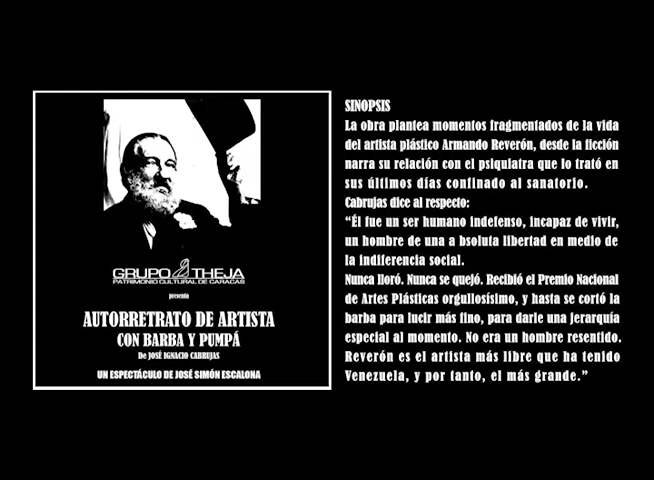 GRUPO THEJA
PATRIMONIO CULTURAL DE CARACAS
presenta
AUTORRETRATO DE ARTISTA
CON BARBA Y PUMPÁ
De JOSÉ IGNACIO CABRUJAS
UN ESPECTÁCULO DE JOSÉ SIMÓN ESCALONA
SINOPSIS
La obra plantea momentos fragmentados de la vida
del artista plástico Armando Reverón, desde la ficción
narra su relación con el psiquiatra que lo trató en
sus últimos días confinado al sanatorio.
Cabrujas dice al respecto:
“Él fue un ser humano indefenso, incapaz de vivir,
un hombre de una a bsoluta libertad en medio de
la indiferencia social.
Nunca lloró. Nunca se quejó. Recibió el Premio Nacional
de Artes Plásticas orgullosísimo, y hasta se cortó la
barba para lucir más fino, para darle una jerarquía
especial al momento. No era un hombre resentido.
Reverón es el artista más libre que ha tenido
Venezuela, y por tanto, el más grande.”